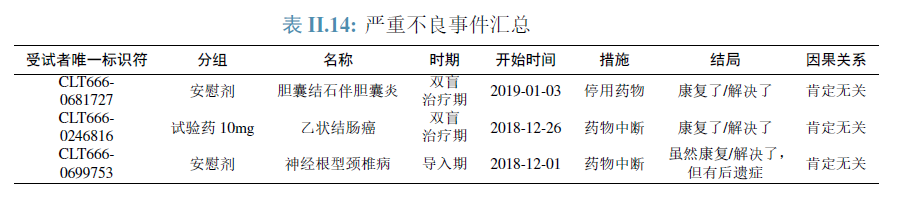 表 II.14: 严重不良事件汇总
受试者唯一标识符 分组 名称 时期 开始时间 措施 结局 因果关系
CLT666-
0681727 安慰剂 胆囊结石伴胆囊炎 双盲
治疗期 2019-01-03 停用药物 康复了/解决了 肯定无关
CLT666-
0246816 试验药 10mg 乙状结肠癌 双盲
治疗期 2018-12-26 药物中断 康复了/解决了 肯定无关
CLT666-
0699753 安慰剂 神经根型颈椎病 导入期 2018-12-01 药物中断 虽然康复/解决了，
但有后遗症 肯定无关